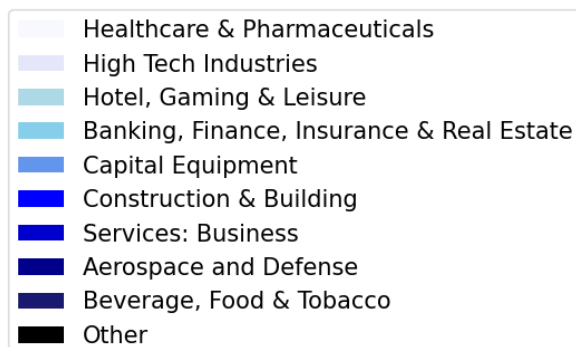 Healthcare & Pharmaceuticals
High Tech Industries
Hotel, Gaming & Leisure
Banking, Finance, Insurance & Real Estate
Capital Equipment
Construction & Building
Services: Business
Aerospace and Defense
Beverage, Food & Tobacco
Other